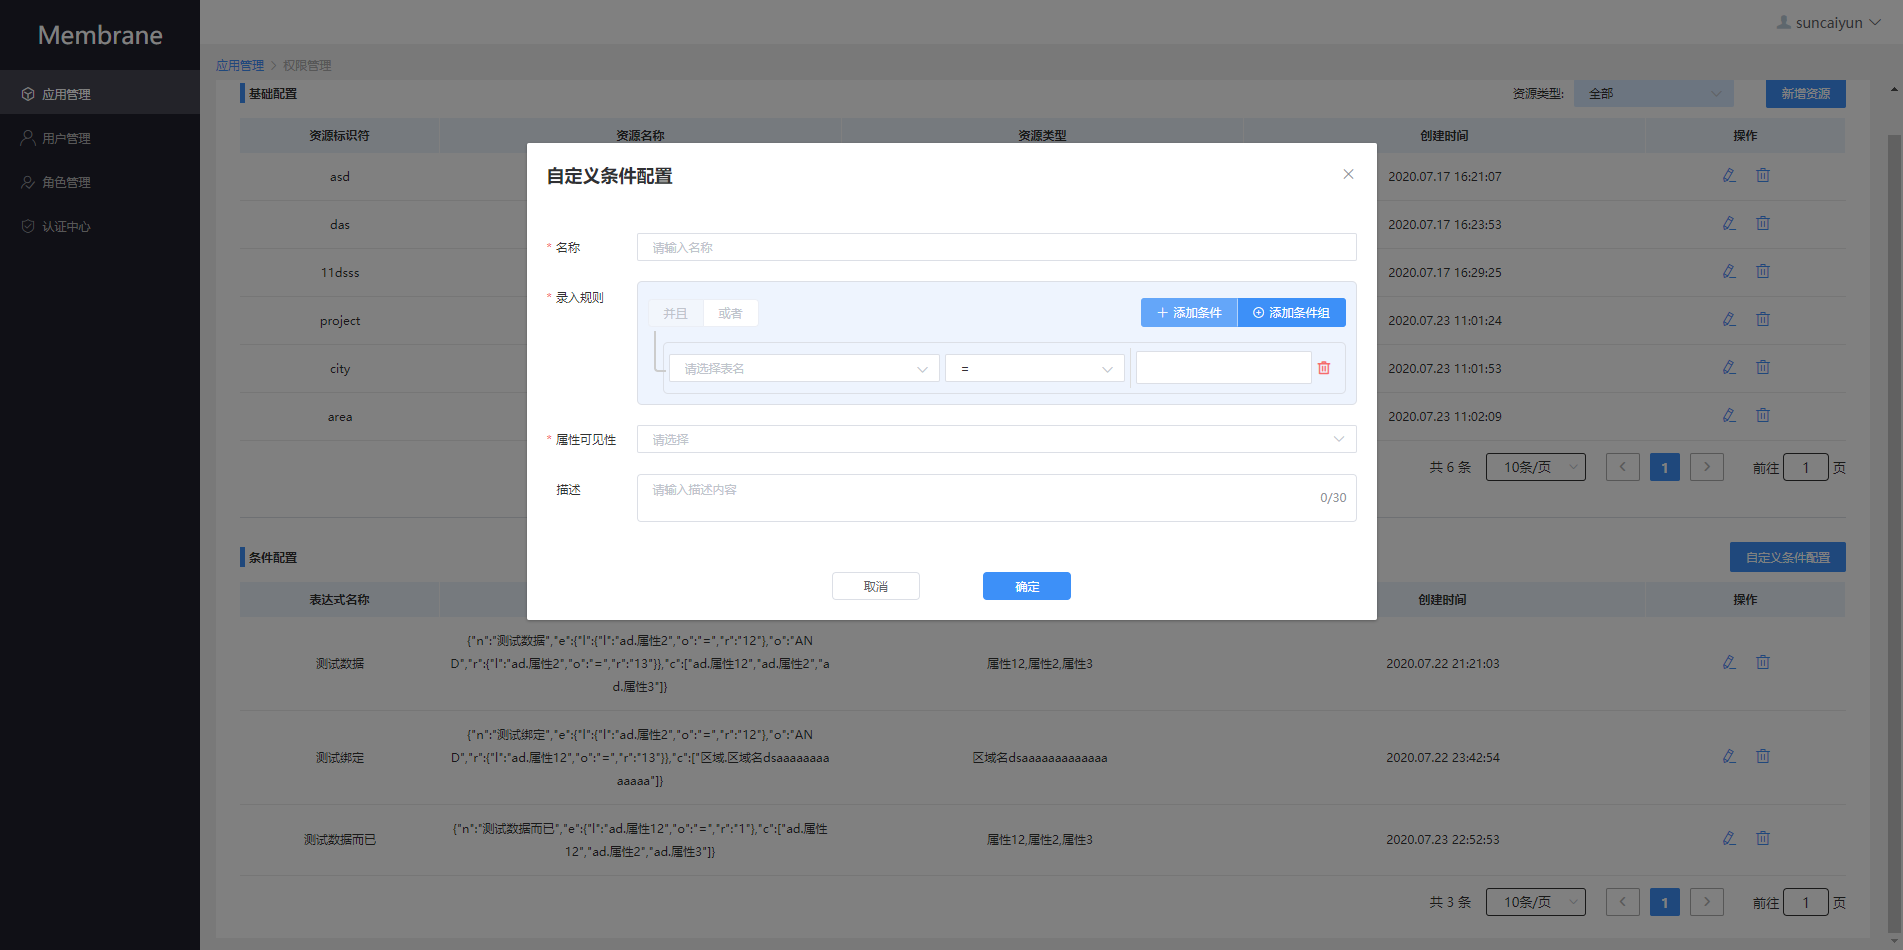 Membrane
suncaiyun
应用管理
用户管理
角色管理
认证中心
应用管理 > 权限管理
基础配置
资源类型:
全部
新增资源
资源标识符 资源名称 资源类型 创建时间 操作
asd 2020.07.17 16:21:07
das 2020.07.17 16:23:53
11dsss 2020.07.17 16:29:25
project 2020.07.23 11:01:24
city 2020.07.23 11:01:53
area 2020.07.23 11:02:09
共 6 条 10条/页 < 1 > 前往 1 页
自定义条件配置
* 名称
请输入名称
* 录入规则
并且 或者
+ 添加条件
添加条件组
请选择表名
=
* 属性可见性
请选择
描述
请输入描述内容
0/30
取消
确定
条件配置
自定义条件配置
表达式名称 创建时间 操作
测试数据
{"n":"测试数据","e":{"l":{"l":"ad.属性2","o":"=","r":"12"},"o":"AN
D","r":{"l":"ad.属性2","o":"=","r":"13"}},"c":["ad.属性12","ad.属性2","a
d.属性3"]}
属性12,属性2,属性3
2020.07.22 21:21:03
测试绑定
{"n":"测试绑定","e":{"l":{"l":"ad.属性2","o":"=","r":"12"},"o":"AN
D","r":{"l":"ad.属性12","o":"=","r":"13"}},"c":["区域.区域名dsaaaaaaaa
aaaaa"]}
区域名dsaaaaaaaaaaaaa
2020.07.22 23:42:54
测试数据而已
{"n":"测试数据而已","e":{"l":"ad.属性12","o":"=","r":"1"},"c":["ad.属性
12","ad.属性2","ad.属性3"]}
属性12,属性2,属性3
2020.07.23 22:52:53
共 3 条 10条/页 < 1 > 前往 1 页